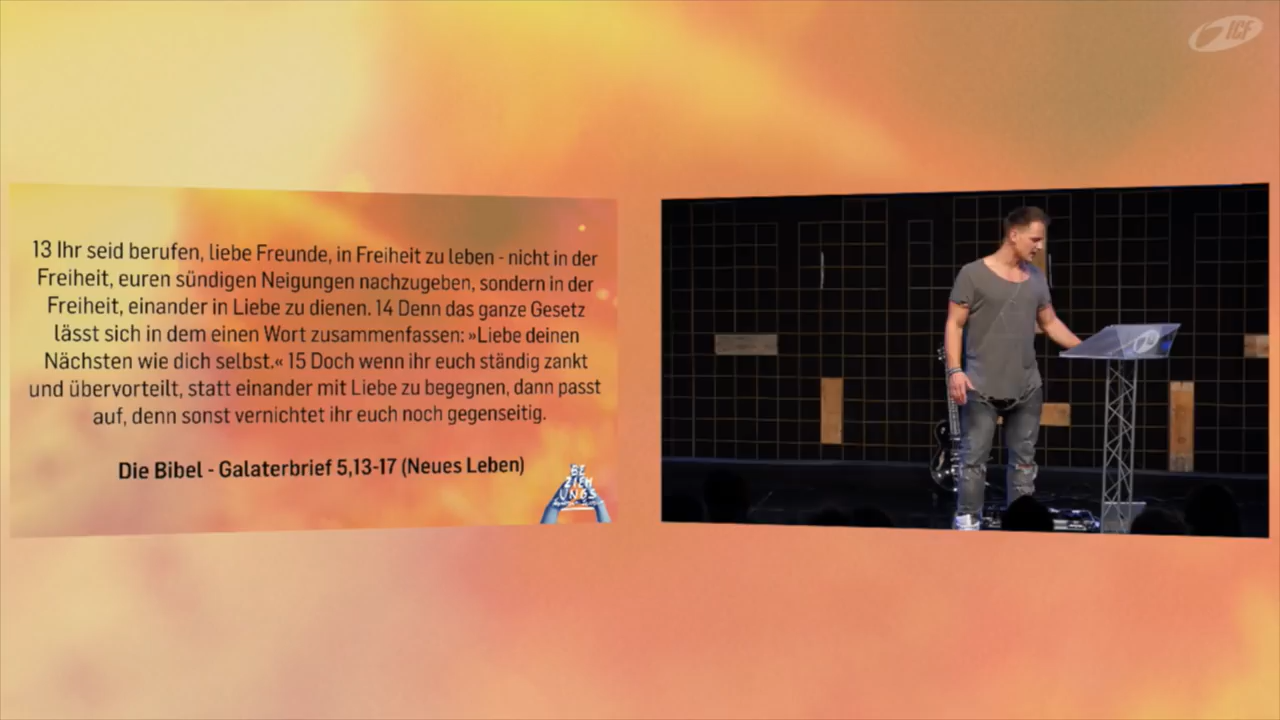 ICF
13 Ihr seid berufen, liebe Freunde, in Freiheit zu leben - nicht in der
Freiheit, euren sündigen Neigungen nachzugeben, sondern in der
Freiheit, einander in Liebe zu dienen. 14 Denn das ganze Gesetz
lässt sich in dem einen Wort zusammenfassen: »Liebe deinen
Nächsten wie dich selbst.« 15 Doch wenn ihr euch ständig zankt
und übervorteilt, statt einander mit Liebe zu begegnen, dann passt
auf, denn sonst vernichtet ihr euch noch gegenseitig.
Die Bibel - Galaterbrief 5,13-17 (Neues Leben)
BE
ZIEH
UNGS